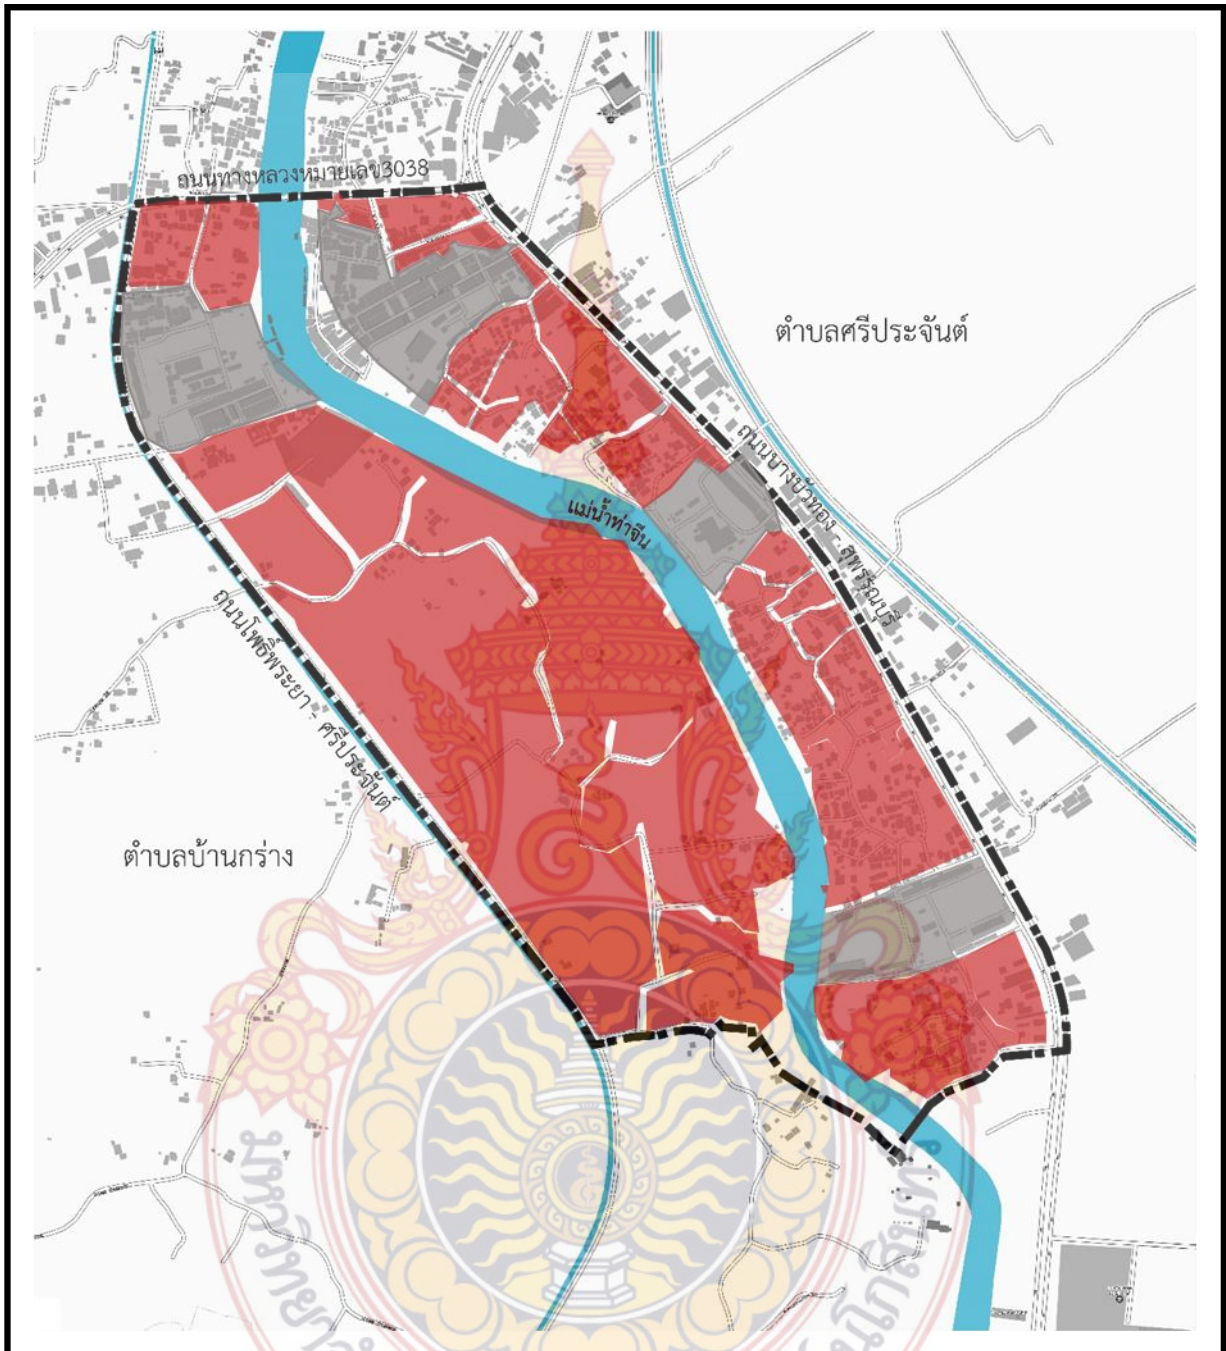 ถนนทางหลวงหมายเลข3038
ตำบลศรีประจันต์
ถนนบางบัวทอง - สุพรรณบุรี
แม่น้ำท่าจีน
ถนนโพธิ์พระยา - ศรีประจันต์
ตำบลบ้านกร่าง